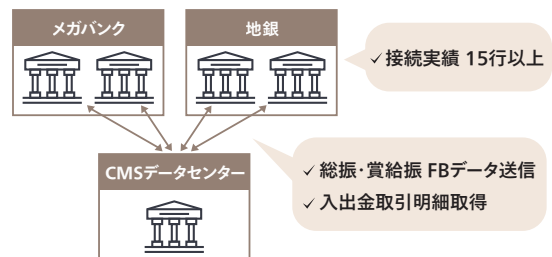 メガバンク
地銀
✓接続実績 15行以上
CMSデータセンター
✓ 総振・賞給振 FBデータ送信
✓ 入出金取引明細取得